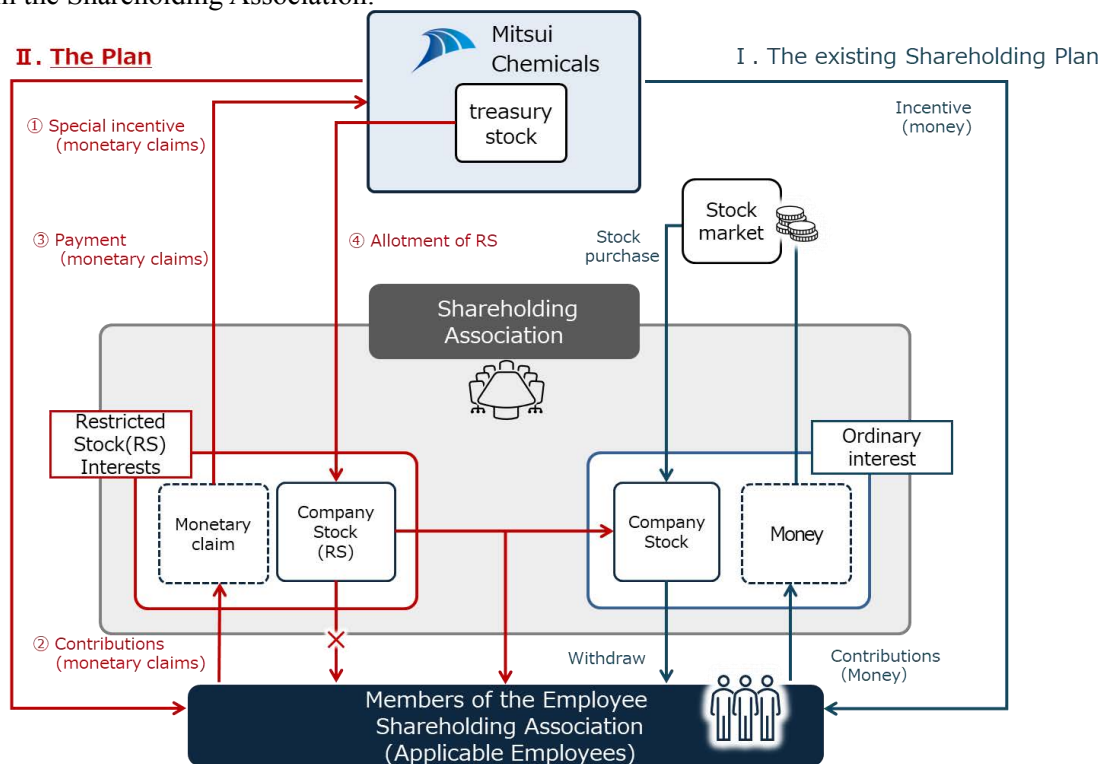 in the Shareholding Association.
Ⅱ. The Plan
Mitsui
Chemicals
treasury
stock
Ⅰ. The existing Shareholding Plan
Incentive
(money)
① Special incentive
(monetary claims)
Stock
market
③ Payment
(monetary claims)
④ Allotment of RS
Stock
purchase
Shareholding
Association
Restricted
Stock(RS)
Interests
Ordinary
interest
Monetary
claim
Company
Stock
(RS)
Company
Stock
Money
② Contributions
(monetary claims)
Withdraw
Contributions
(Money)
Members of the Employee
Shareholding Association
(Applicable Employees)